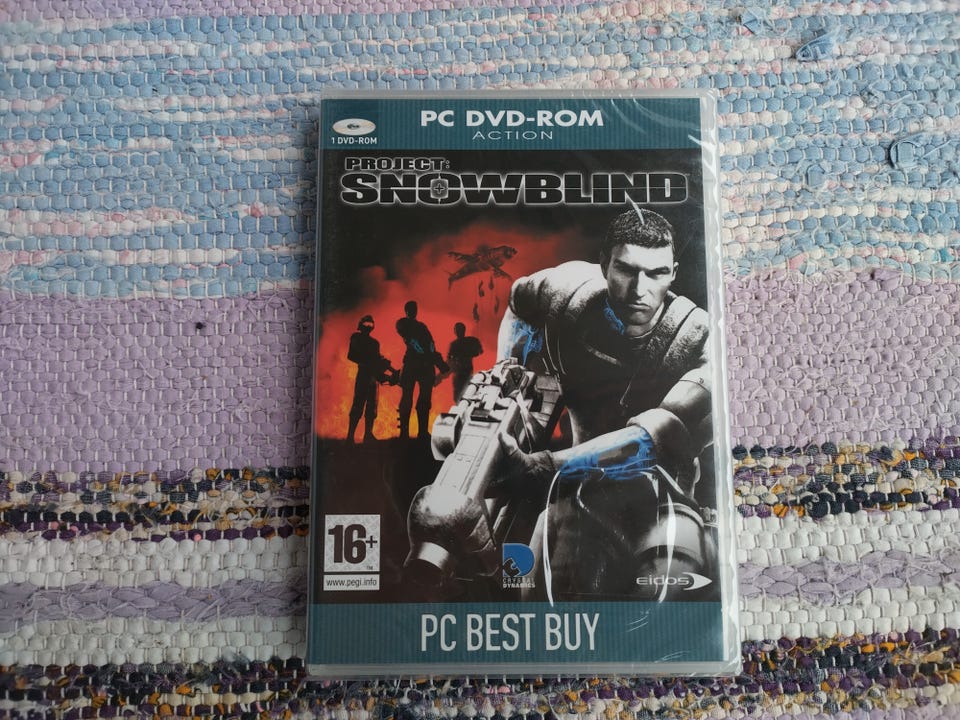 PC DVD-ROM
ACTION
1 DVD-ROM
PROJECT:
SNOWBLIND
16+
TM
www.pegi.info
CRYSTAL
DYNAMICS
eidos
PC BEST BUY